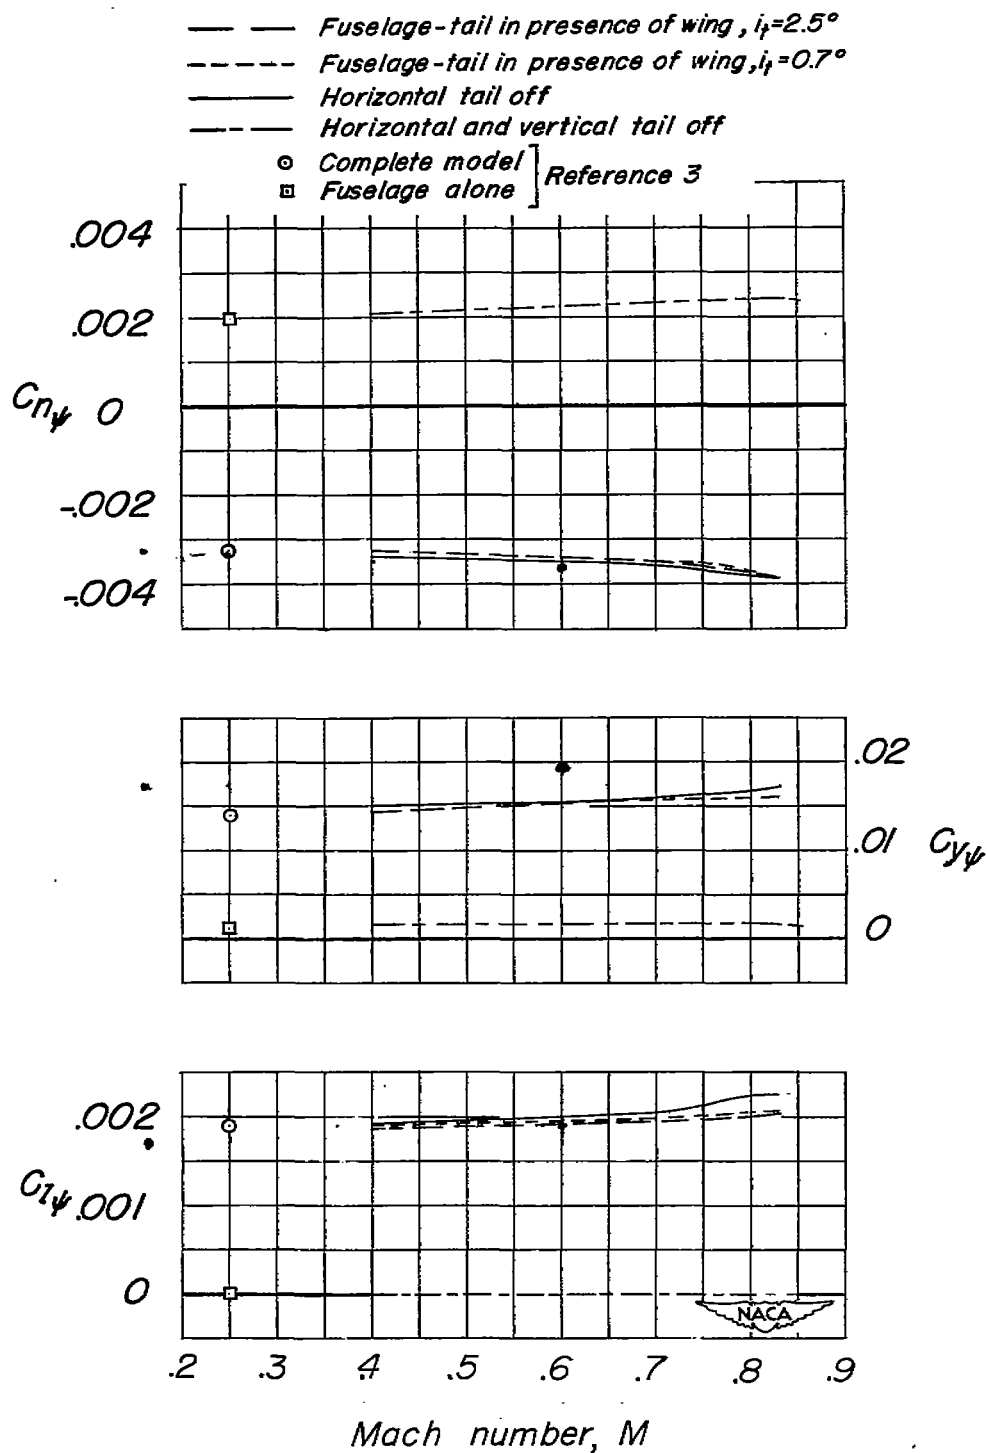 Fuselage-tail in presence of wing, iₜ=2.5°
Fuselage-tail in presence of wing, iₜ=0.7°
Horizontal tail off
Horizontal and vertical tail off
Complete model
Fuselage alone
Reference 3
.004
.002
Cnψ 0
-.002
-.004
.02
.01 Cyψ
0
.002
Clψ .001
0
NACA
.2 .3 .4 .5 .6 .7 .8 .9
Mach number, M